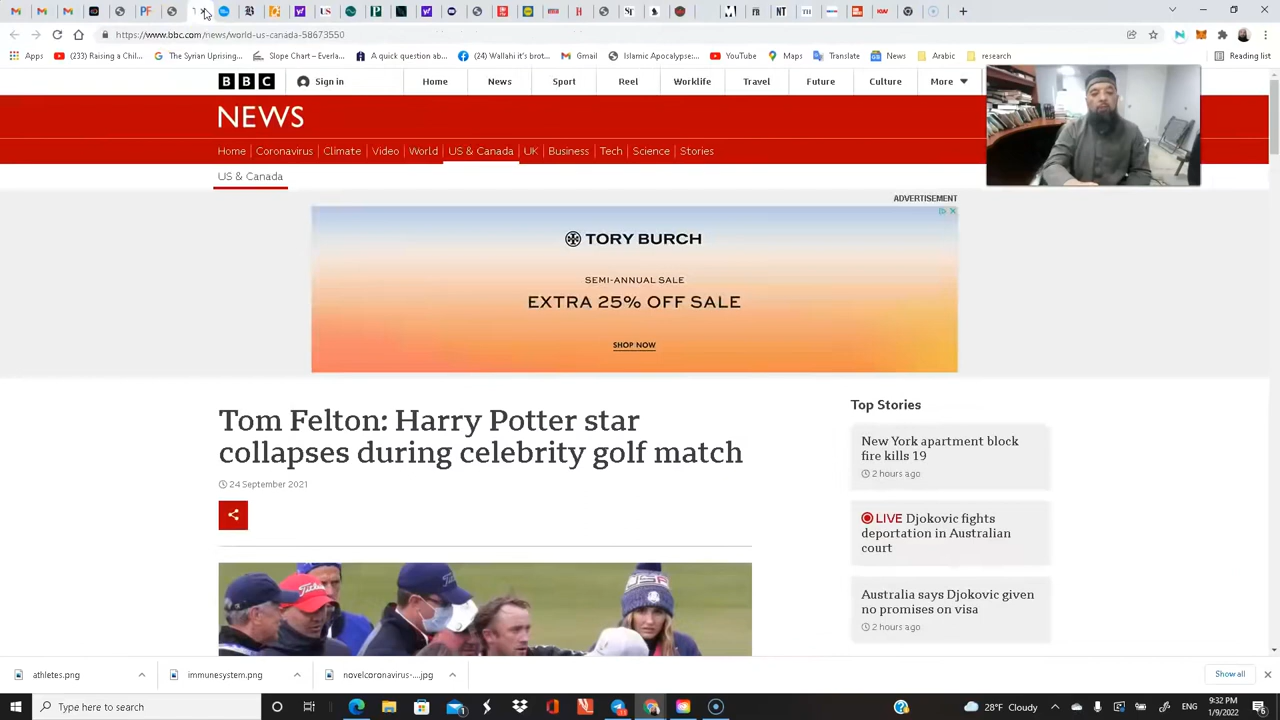 https://www.bbc.com/news/world-us-canada-58673550
Apps
(233) Raising a Chil...
The Syrian Uprising...
Slope Chart – Everla...
A quick question ab...
(24) Wallahi it's brot...
Gmail
Islamic Apocalypse:...
YouTube
Maps
Translate
News
Arabic
research
Reading list
BBC
Sign in
Home
News
Sport
Reel
Worklife
Travel
Future
Culture
More
NEWS
Home
Coronavirus
Climate
Video
World
US & Canada
UK
Business
Tech
Science
Stories
US & Canada
ADVERTISEMENT
TORY BURCH
SEMI-ANNUAL SALE
EXTRA 25% OFF SALE
SHOP NOW
Tom Felton: Harry Potter star
collapses during celebrity golf match
24 September 2021
Top Stories
New York apartment block
fire kills 19
2 hours ago
LIVE Djokovic fights
deportation in Australian
court
Australia says Djokovic given
no promises on visa
2 hours ago
athletes.png
immunesystem.png
novelcoronavirus-....jpg
Show all
Type here to search
28°F Cloudy
ENG
9:32 PM
1/9/2022